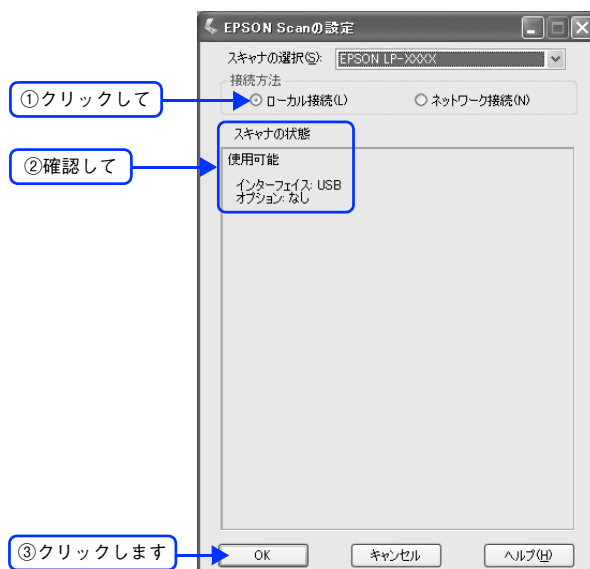 EPSON Scanの設定
スキャナの選択(S): EPSON LP-XXXX
接続方法
①クリックして
ローカル接続(L) ネットワーク接続(N)
スキャナの状態
②確認して
使用可能
インターフェイス: USB
オプション: なし
③クリックします
OK キャンセル ヘルプ(H)